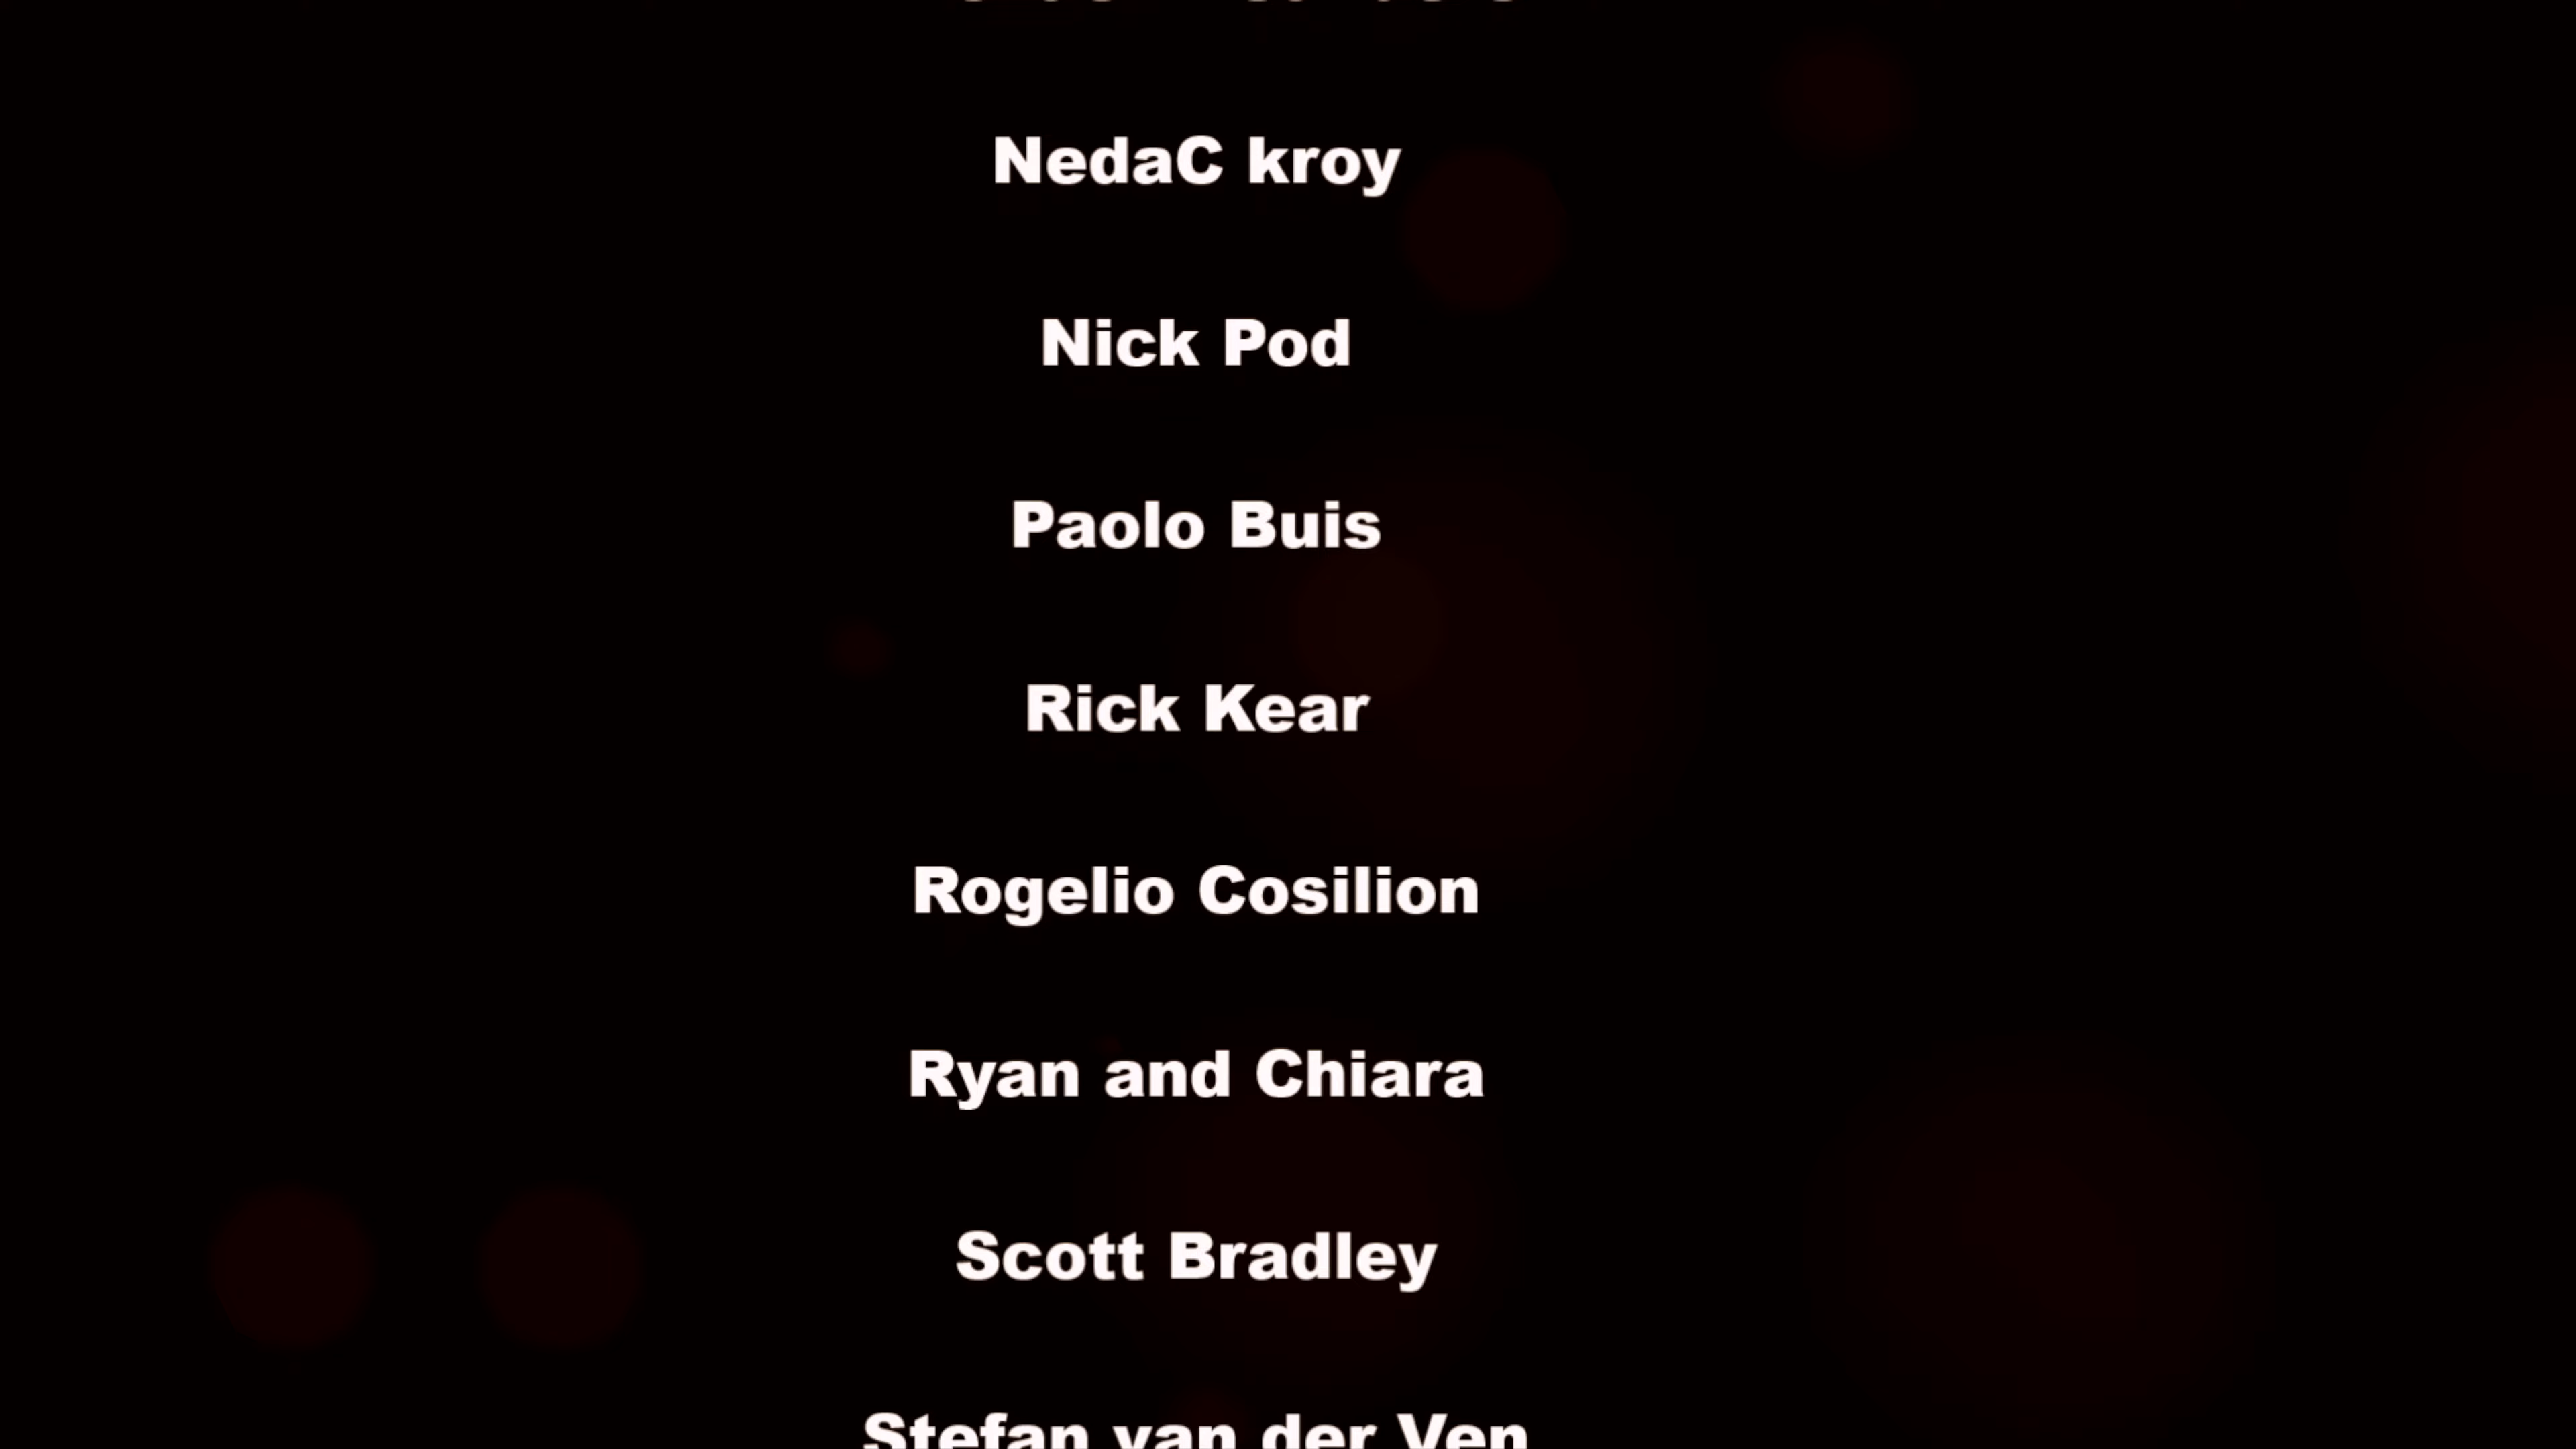 NedaC kroy
Nick Pod
Paolo Buis
Rick Kear
Rogelio Cosilion
Ryan and Chiara
Scott Bradley
Stefan van der Ven